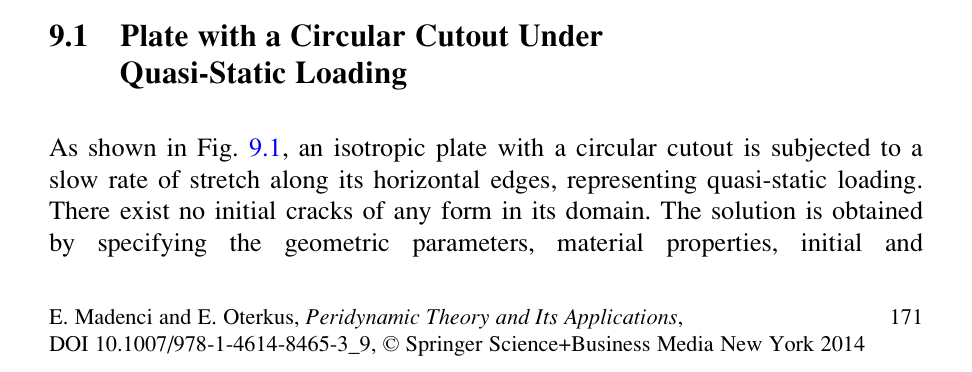 9.1 Plate with a Circular Cutout Under
Quasi-Static Loading
As shown in Fig. 9.1, an isotropic plate with a circular cutout is subjected to a
slow rate of stretch along its horizontal edges, representing quasi-static loading.
There exist no initial cracks of any form in its domain. The solution is obtained
by specifying the geometric parameters, material properties, initial and
E. Madenci and E. Oterkus, Peridynamic Theory and Its Applications, 171
DOI 10.1007/978-1-4614-8465-3_9, © Springer Science+Business Media New York 2014